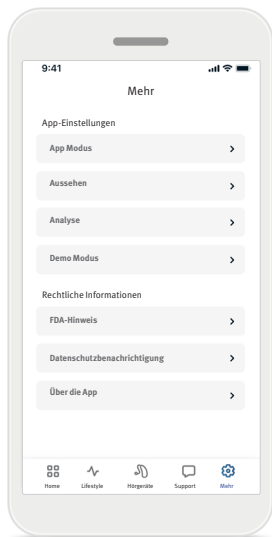 9:41
Mehr
App-Einstellungen
App Modus
Aussehen
Analyse
Demo Modus
Rechtliche Informationen
FDA-Hinweis
Datenschutzbenachrichtigung
Über die App
Home Lifestyle Hörgeräte Support Mehr